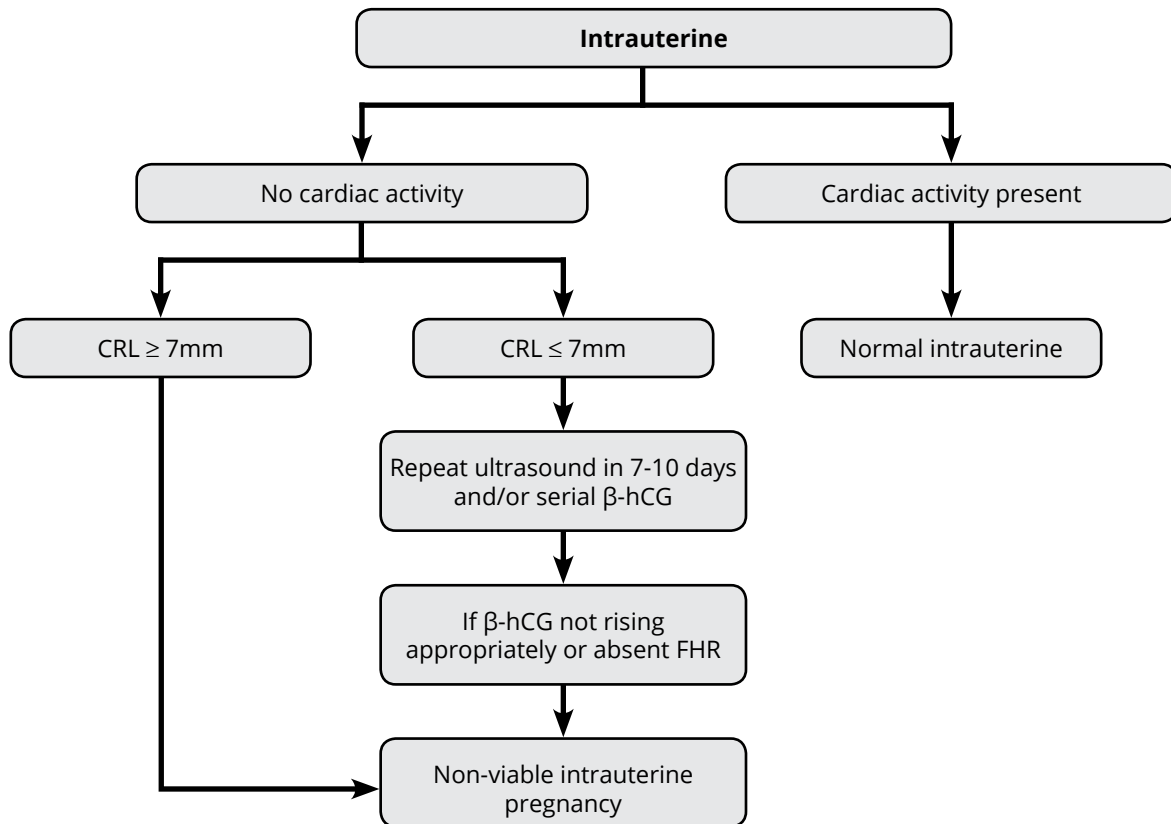 Intrauterine
No cardiac activity
Cardiac activity present
CRL ≥ 7mm
CRL ≤ 7mm
Normal intrauterine
Repeat ultrasound in 7-10 days
and/or serial β-hCG
If β-hCG not rising
appropriately or absent FHR
Non-viable intrauterine
pregnancy